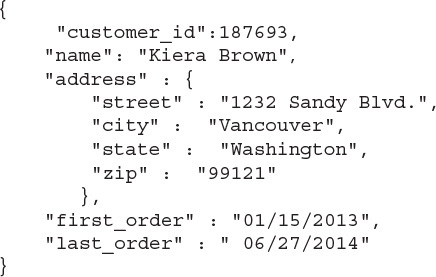 {
"customer_id":187693,
"name": "Kiera Brown",
"address" : {
"street" : "1232 Sandy Blvd.",
"city" : "Vancouver",
"state" : "Washington",
"zip" : "99121"
},
"first_order" : "01/15/2013",
"last_order" : " 06/27/2014"
}